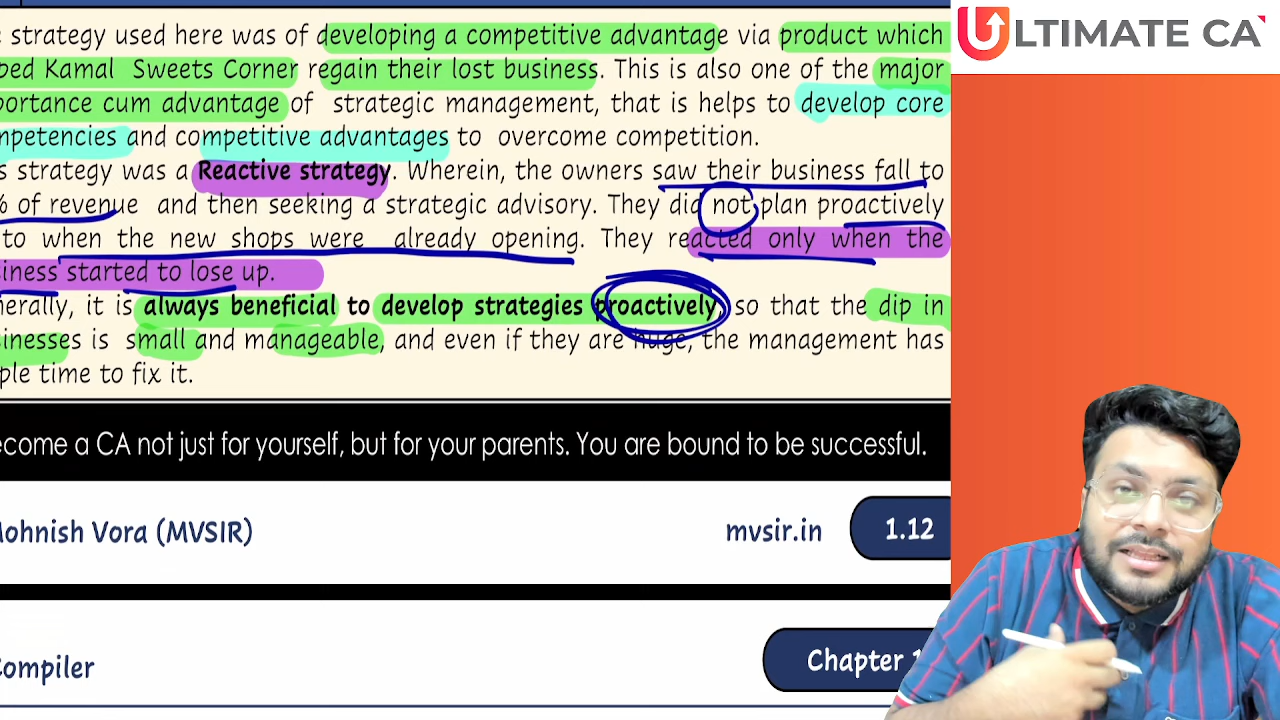 strategy used here was of developing a competitive advantage via product which
ped Kamal Sweets Corner regain their lost business. This is also one of the major
portance cum advantage of strategic management, that is helps to develop core
mpetencies and competitive advantages to overcome competition.
s strategy was a Reactive strategy. Wherein, the owners saw their business fall to
% of revenue and then seeking a strategic advisory. They did not plan proactively
to when the new shops were already opening. They reacted only when the
iness started to lose up.
nerally, it is always beneficial to develop strategies proactively, so that the dip in
sinesses is small and manageable, and even if they are huge, the management has
ple time to fix it.
ecome a CA not just for yourself, but for your parents. You are bound to be successful.
Mohnish Vora (MVSIR)
mvsir.in
1.12
Compiler
Chapter 1
ULTIMATE CA